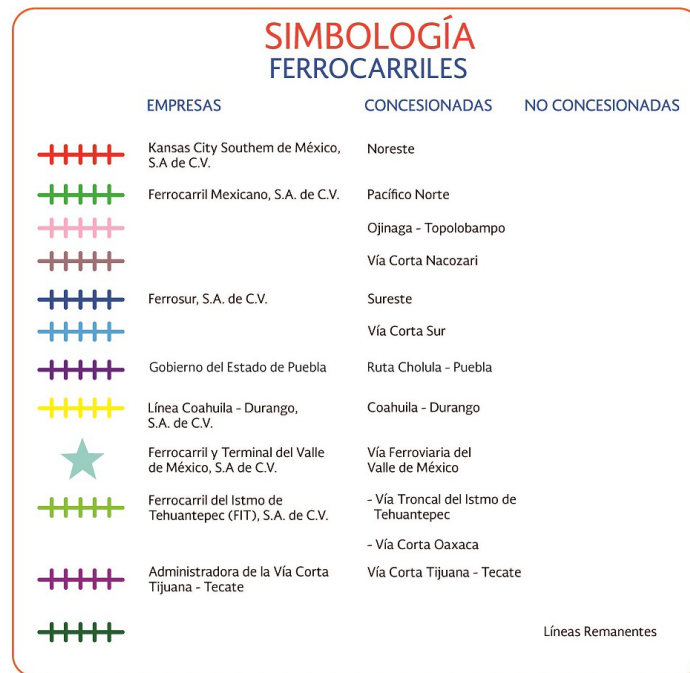 SIMBOLOGÍA
FERROCARRILES
EMPRESAS CONCESIONADAS NO CONCESIONADAS
Kansas City Southem de México, Noreste
S.A de C.V.
Ferrocarril Mexicano, S.A. de C.V. Pacífico Norte
Ojinaga - Topolobampo
Vía Corta Nacozari
Ferrosur, S.A. de C.V. Sureste
Vía Corta Sur
Gobierno del Estado de Puebla Ruta Cholula - Puebla
Línea Coahuila - Durango, Coahuila - Durango
S.A. de C.V.
Ferrocarril y Terminal del Valle Vía Ferroviaria del
de México, S.A de C.V. Valle de México
Ferrocarril del Istmo de - Vía Troncal del Istmo de
Tehuantepec (FIT), S.A. de C.V. Tehuantepec
- Vía Corta Oaxaca
Administradora de la Vía Corta Vía Corta Tijuana - Tecate
Tijuana - Tecate
Líneas Remanentes